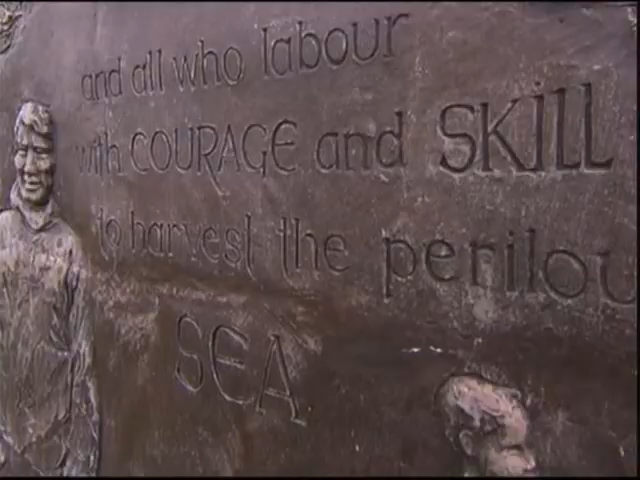 and all who labour
with COURAGE and SKILL
to harvest the perilou
SEA